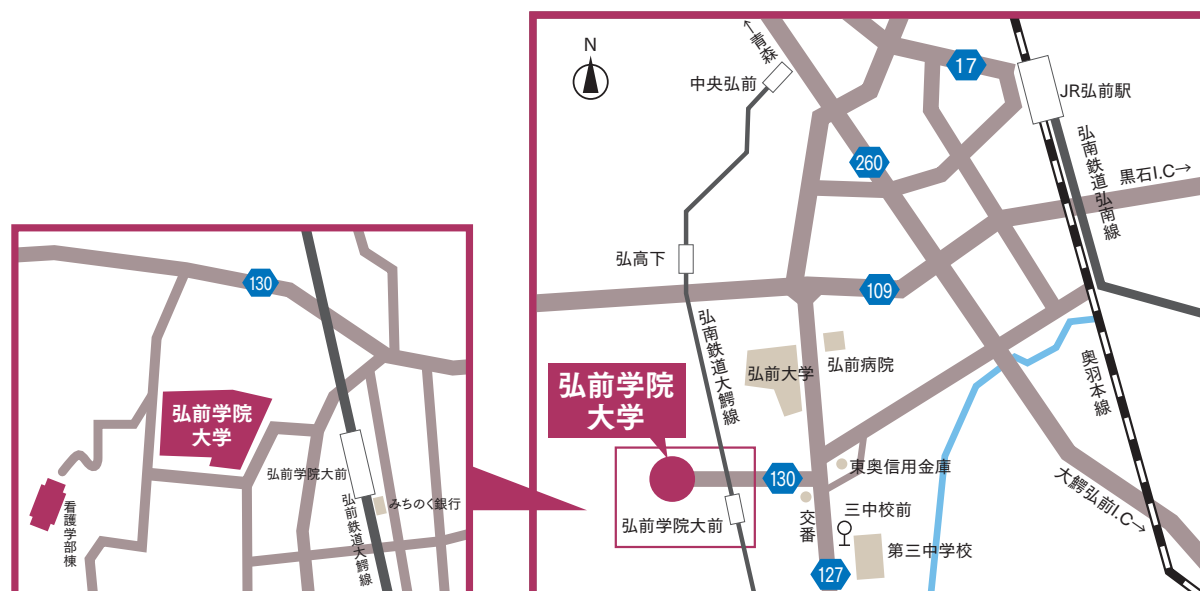 130
弘前学院
大学
弘前学院大前
みちのく銀行
弘前鉄道大鰐線
看護学部棟
N
←青森
中央弘前
17
JR弘前駅
260
弘南鉄道弘南線
黒石I.C→
弘高下
109
弘南鉄道大鰐線
弘前大学
弘前病院
奥羽本線
弘前学院
大学
130
東奥信用金庫
弘前学院大前
交番
三中校前
第三中学校
大鰐弘前I.C→
127